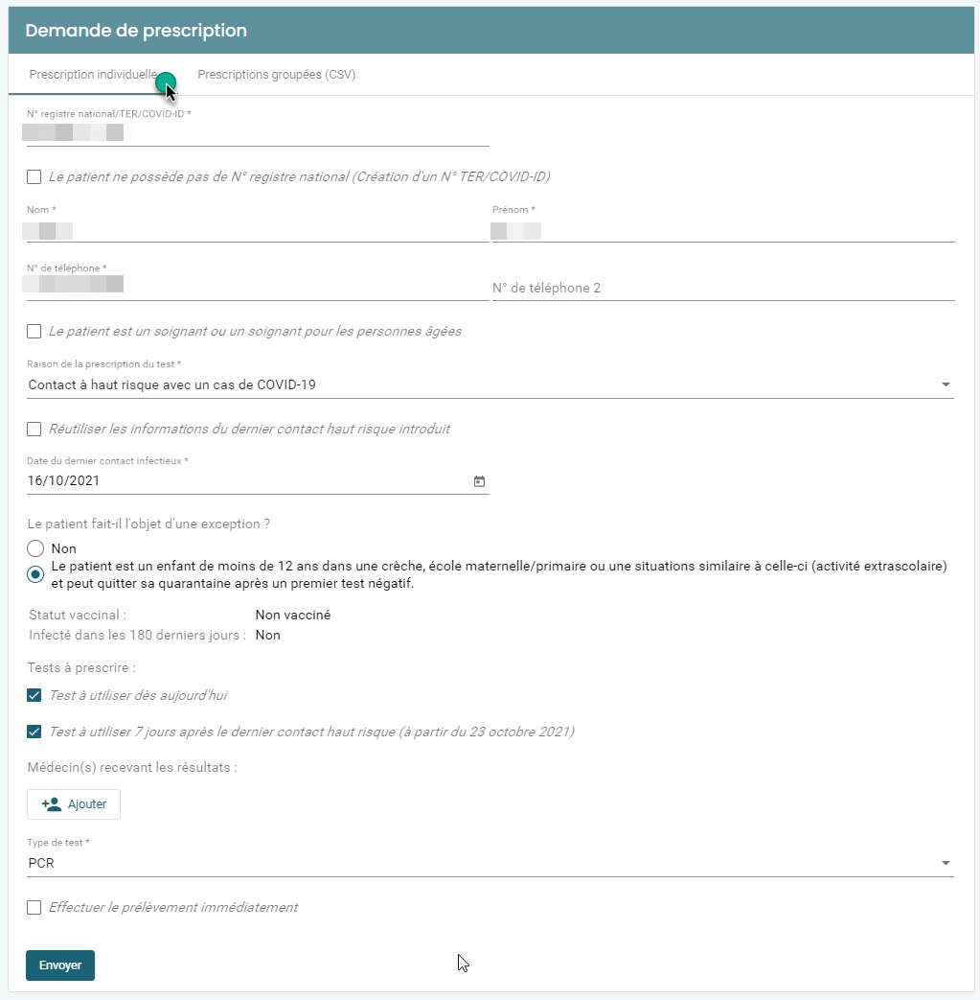 Demande de prescription
Prescription individuelle
Prescriptions groupées (CSV)
N° registre national/TER/COVID-ID *
Le patient ne possède pas de N° registre national (Création d'un N° TER/COVID-ID)
Nom *
Prénom *
N° de téléphone *
N° de téléphone 2
Le patient est un soignant ou un soignant pour les personnes âgées
Raison de la prescription du test *
Contact à haut risque avec un cas de COVID-19
Réutiliser les informations du dernier contact haut risque introduit
Date du dernier contact infectieux *
16/10/2021
Le patient fait-il l'objet d'une exception ?
Non
Le patient est un enfant de moins de 12 ans dans une crèche, école maternelle/primaire ou une situations similaire à celle-ci (activité extrascolaire)
et peut quitter sa quarantaine après un premier test négatif.
Statut vaccinal : Non vacciné
Infecté dans les 180 derniers jours : Non
Tests à prescrire :
Test à utiliser dès aujourd'hui
Test à utiliser 7 jours après le dernier contact haut risque (à partir du 23 octobre 2021)
Médecin(s) recevant les résultats :
Ajouter
Type de test *
PCR
Effectuer le prélèvement immédiatement
Envoyer